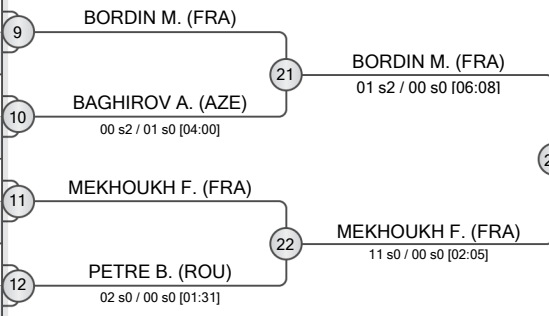 9
BORDIN M. (FRA)
21
BORDIN M. (FRA)
01 s2 / 00 s0 [06:08]
10
BAGHIROV A. (AZE)
00 s2 / 01 s0 [04:00]
11
MEKHOUKH F. (FRA)
22
MEKHOUKH F. (FRA)
11 s0 / 00 s0 [02:05]
12
PETRE B. (ROU)
02 s0 / 00 s0 [01:31]